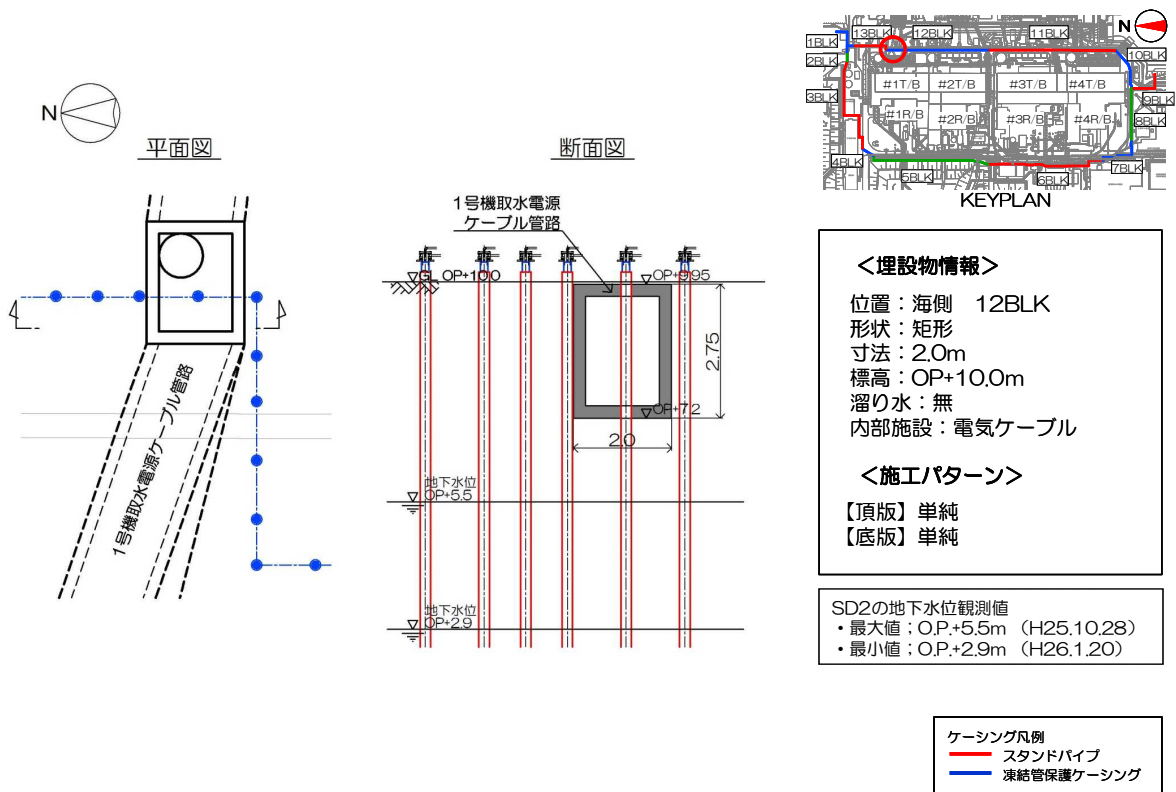 N
平面図
1号機取水電源ケーブル管路
断面図
1号機取水電源
ケーブル管路
GL OP+10.0
OP+9.95
2.75
OP+7.2
2.0
地下水位
OP+5.5
地下水位
OP+2.9
N
1BLK
13BLK
12BLK
11BLK
10BLK
2BLK
3BLK
#1T/B
#2T/B
#3T/B
#4T/B
9BLK
#1R/B
#2R/B
#3R/B
#4R/B
8BLK
4BLK
5BLK
6BLK
7BLK
KEYPLAN
＜埋設物情報＞
位置：海側　12BLK
形状：矩形
寸法：2.0m
標高：OP+10.0m
溜り水：無
内部施設：電気ケーブル
＜施工パターン＞
【頂版】単純
【底版】単純
SD2の地下水位観測値
・最大値；O.P.+5.5m （H25.10.28）
・最小値；O.P.+2.9m （H26.1.20）
ケーシング凡例
スタンドパイプ
凍結管保護ケーシング